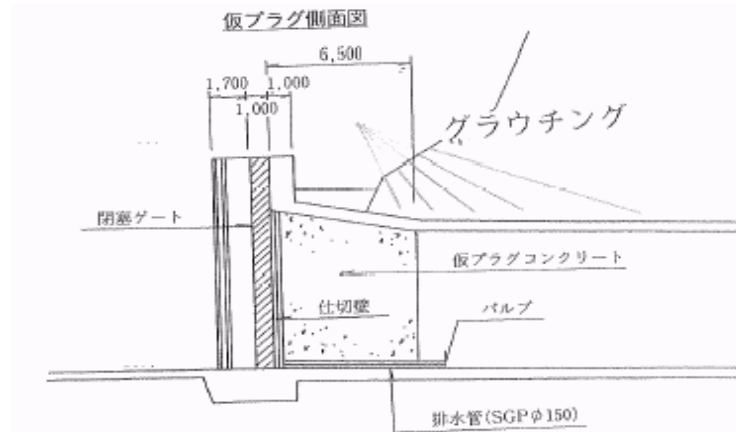 仮プラグ側面図
6,500
1,700
1,000
1,000
グラウチング
閉塞ゲート
仮プラグコンクリート
仕切壁
バルブ
排水管(SGPφ150)